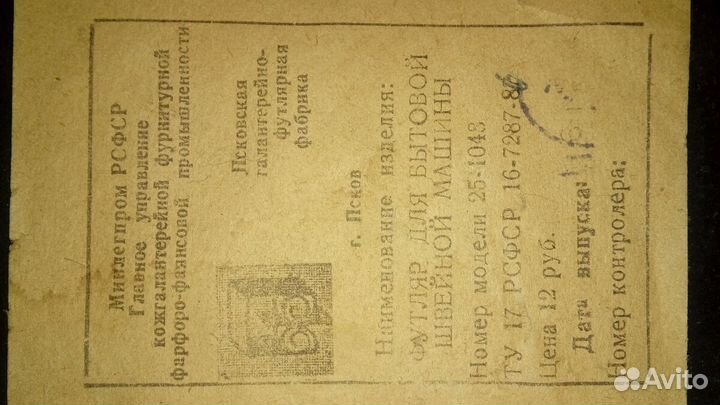 Минлегпром РСФСР
Главное управление
кожгалантерейной фурнитурной
фарфоро-фаянсовой промышленности
Псковская
галантерейно-
футлярная
фабрика
г. Псков
Наименование изделия:
ФУТЛЯР ДЛЯ БЫТОВОЙ
ШВЕЙНОЙ МАШИНЫ
Номер модели 25-1043
ТУ 17 РСФСР 16-7287-
Цена 12 руб.
Дата выпуска:
Номер контролера:
Avito